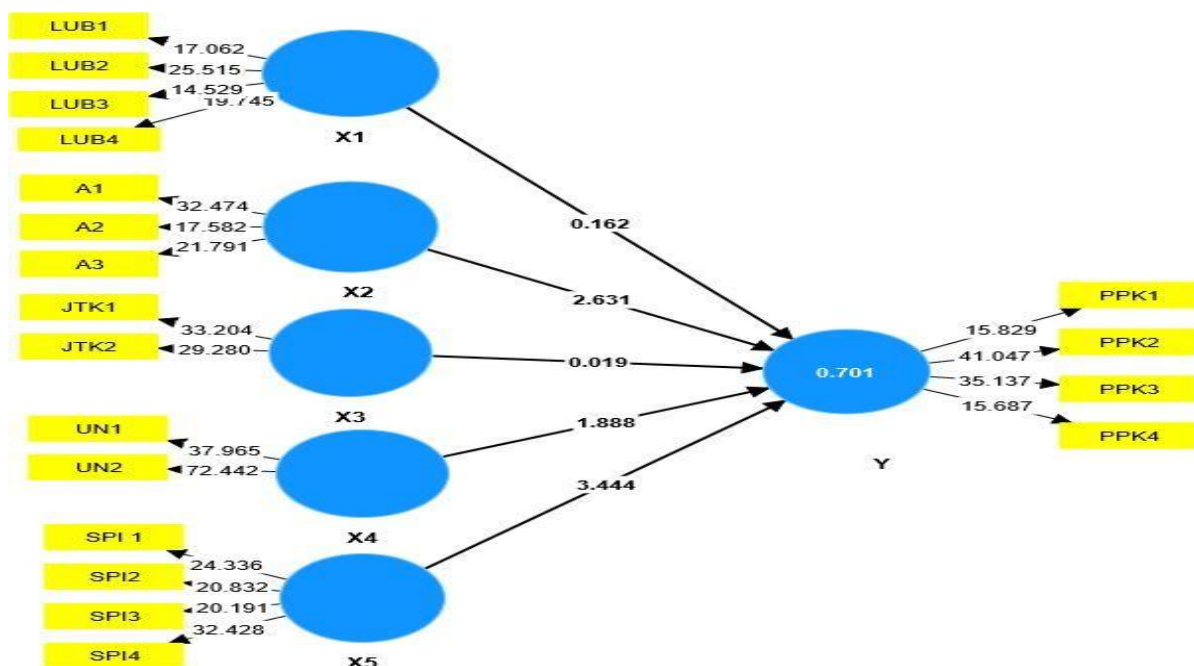 LUB1
LUB2
LUB3
LUB4
17.062
25.515
14.529
19.745
X1
A1
A2
A3
32.474
17.582
21.791
X2
JTK1
JTK2
33.204
29.280
X3
UN1
UN2
37.965
72.442
X4
SPI 1
SPI2
SPI3
SPI4
24.336
20.832
20.191
32.428
X5
0.162
2.631
0.019
1.888
3.444
0.701
Y
15.829
41.047
35.137
15.687
PPK1
PPK2
PPK3
PPK4